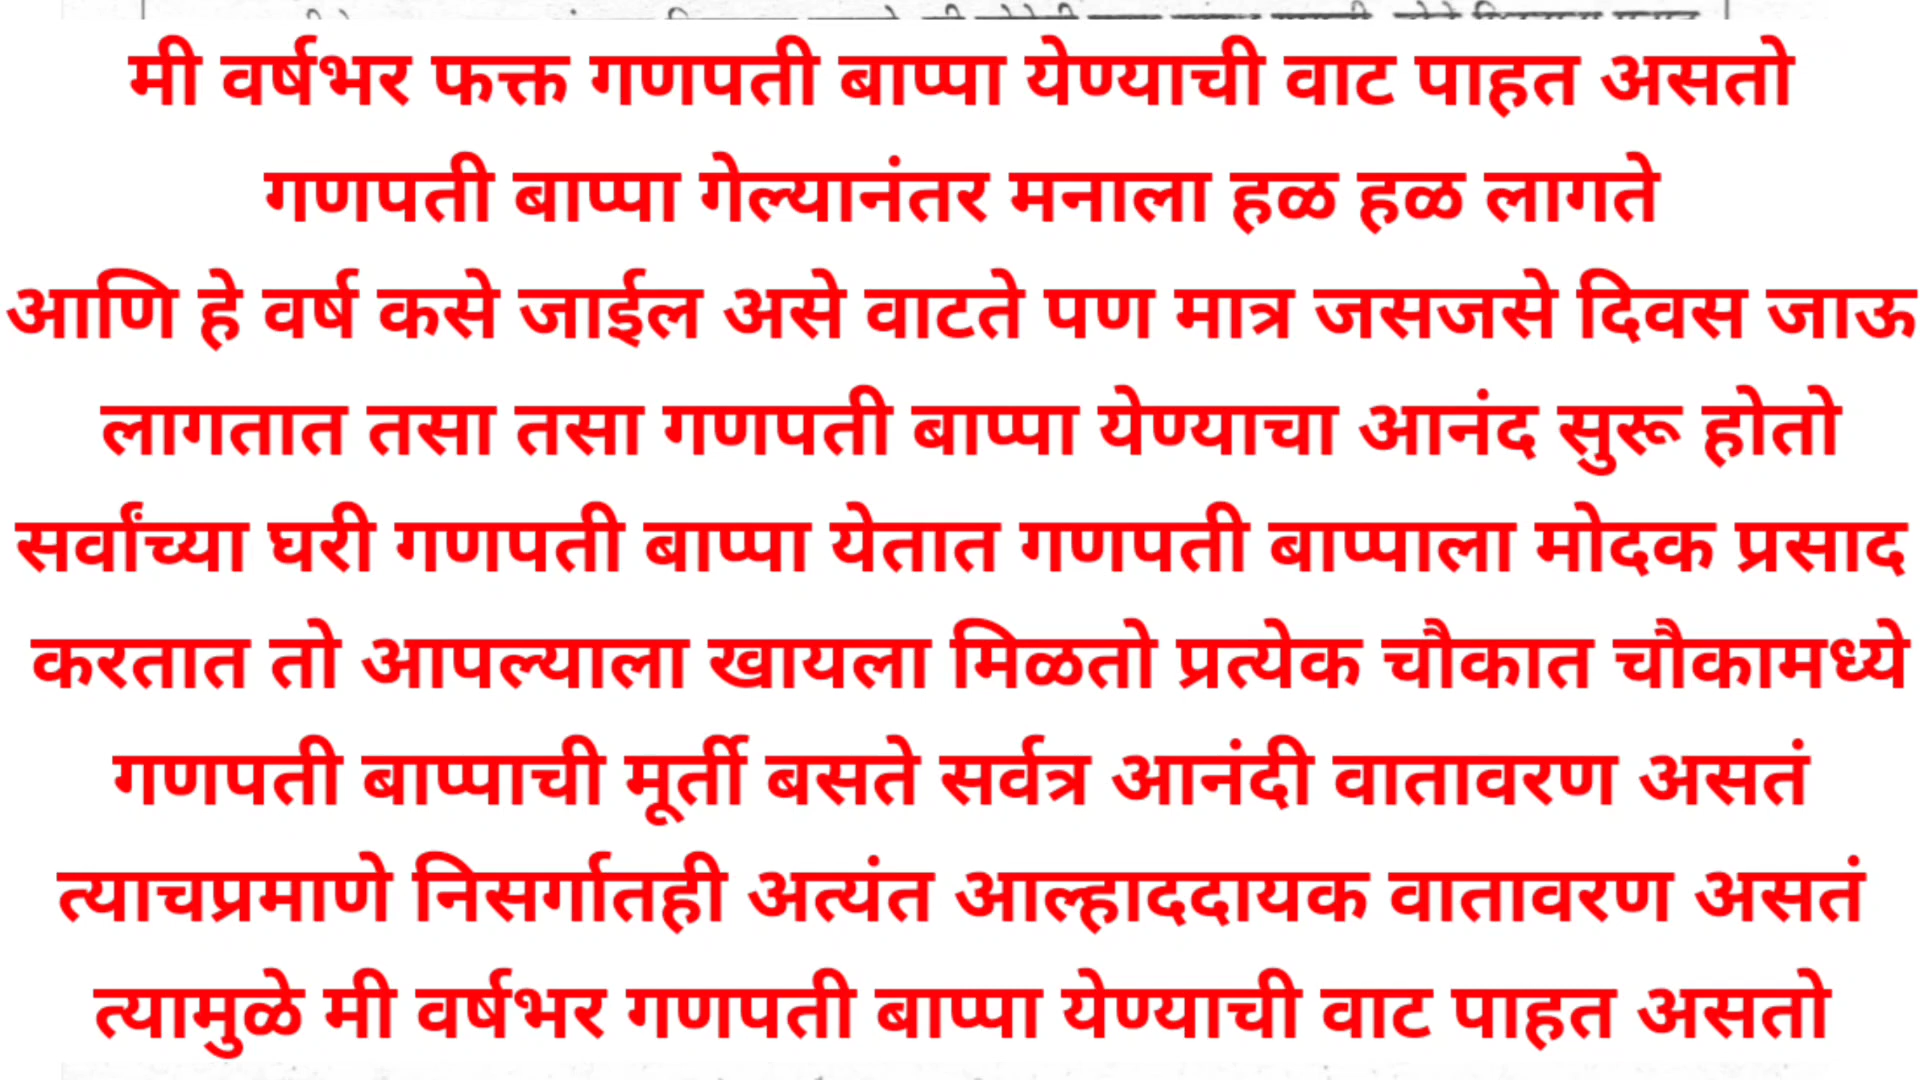 मी वर्षभर फक्त गणपती बाप्पा येण्याची वाट पाहत असतो
गणपती बाप्पा गेल्यानंतर मनाला हळ हळ लागते
आणि हे वर्ष कसे जाईल असे वाटते पण मात्र जसजसे दिवस जाऊ
लागतात तसा तसा गणपती बाप्पा येण्याचा आनंद सुरू होतो
सर्वांच्या घरी गणपती बाप्पा येतात गणपती बाप्पाला मोदक प्रसाद
करतात तो आपल्याला खायला मिळतो प्रत्येक चौकात चौकामध्ये
गणपती बाप्पाची मूर्ती बसते सर्वत्र आनंदी वातावरण असतं
त्याचप्रमाणे निसर्गातही अत्यंत आल्हाददायक वातावरण असतं
त्यामुळे मी वर्षभर गणपती बाप्पा येण्याची वाट पाहत असतो